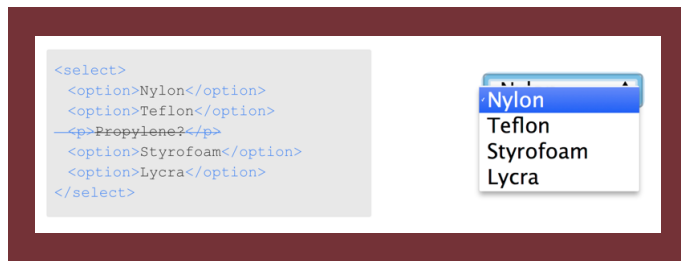 <select>
<option>Nylon</option>
<option>Teflon</option>
<p>Propylene?</p>
<option>Styrofoam</option>
<option>Lycra</option>
</select>
Nylon
Teflon
Styrofoam
Lycra